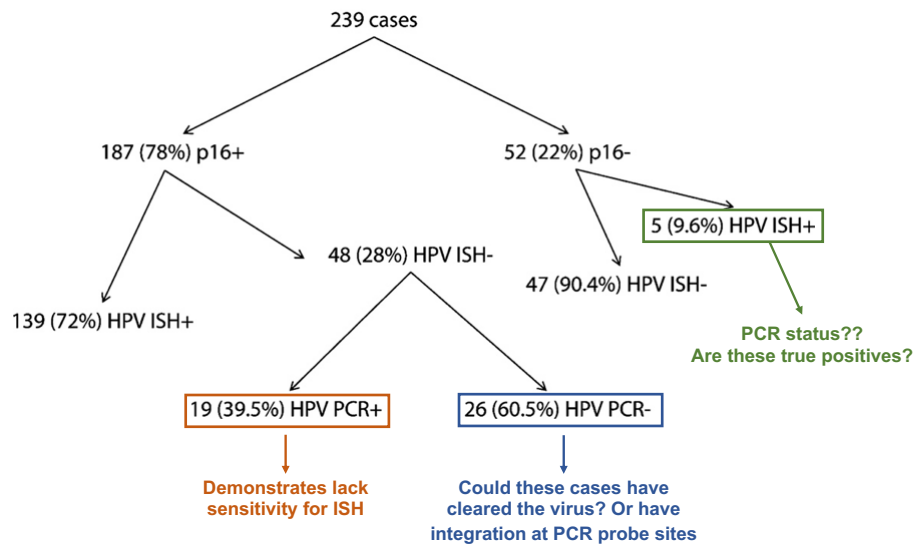 239 cases
187 (78%) p16+
52 (22%) p16-
5 (9.6%) HPV ISH+
48 (28%) HPV ISH-
47 (90.4%) HPV ISH-
139 (72%) HPV ISH+
PCR status??
Are these true positives?
19 (39.5%) HPV PCR+
26 (60.5%) HPV PCR-
Demonstrates lack
sensitivity for ISH
Could these cases have
cleared the virus? Or have
integration at PCR probe sites